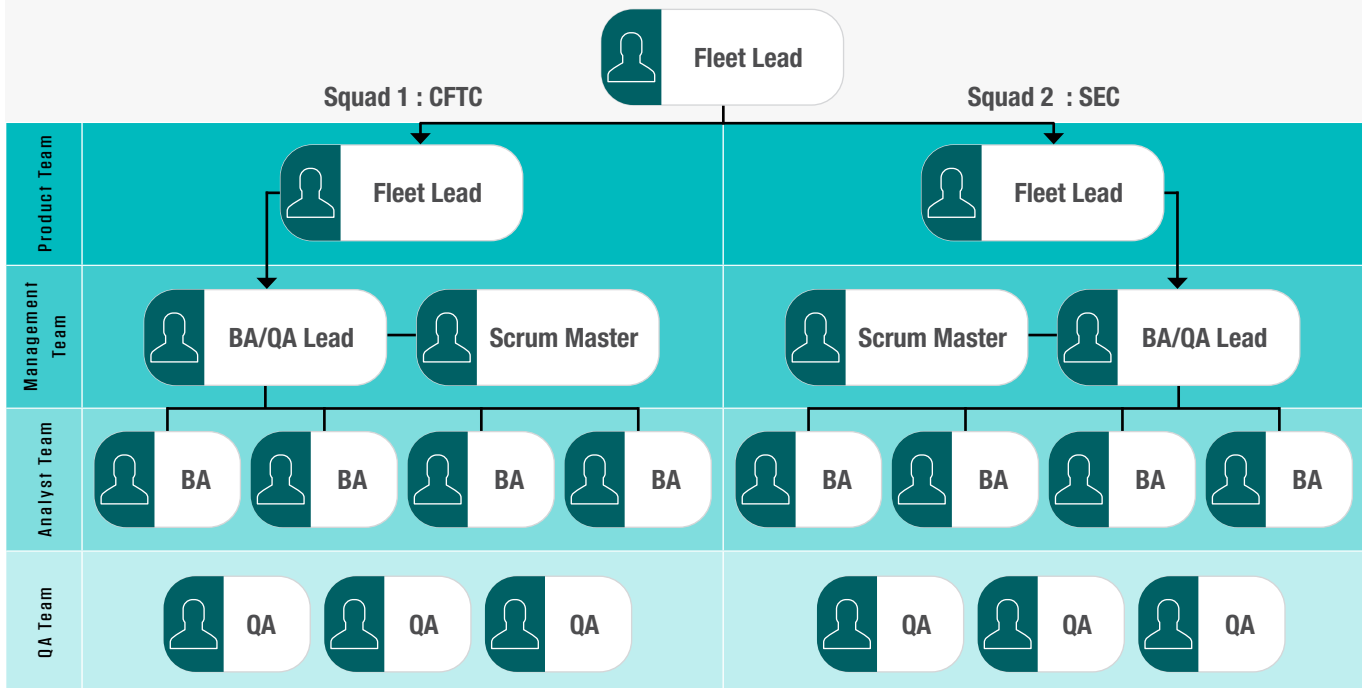 Fleet Lead
Squad 1 : CFTC
Squad 2 : SEC
Product Team
Fleet Lead
Fleet Lead
Management
Team
BA/QA Lead
Scrum Master
Scrum Master
BA/QA Lead
Analyst Team
BA
BA
BA
BA
BA
BA
BA
BA
QA Team
QA
QA
QA
QA
QA
QA